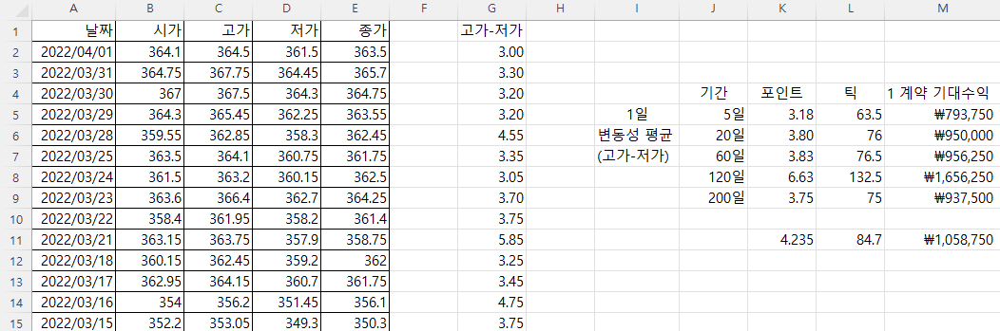 A B C D E F G H I J K L M
1 날짜 시가 고가 저가 종가 고가-저가
2 2022/04/01 364.1 364.5 361.5 363.5 3.00
3 2022/03/31 364.75 367.75 364.45 365.7 3.30
4 2022/03/30 367 367.5 364.3 364.75 3.20 기간 포인트 틱 1 계약 기대수익
5 2022/03/29 364.3 365.45 362.25 363.55 3.20 1일 5일 3.18 63.5 ₩793,750
6 2022/03/28 359.55 362.85 358.3 362.45 4.55 변동성 평균 20일 3.80 76 ₩950,000
7 2022/03/25 363.5 364.1 360.75 361.75 3.35 (고가-저가) 60일 3.83 76.5 ₩956,250
8 2022/03/24 361.5 363.2 360.15 362.5 3.05 120일 6.63 132.5 ₩1,656,250
9 2022/03/23 363.6 366.4 362.7 364.25 3.70 200일 3.75 75 ₩937,500
10 2022/03/22 358.4 361.95 358.2 361.4 3.75
11 2022/03/21 363.15 363.75 357.9 358.75 5.85 4.235 84.7 ₩1,058,750
12 2022/03/18 360.15 362.45 359.2 362 3.25
13 2022/03/17 362.95 364.15 360.7 361.75 3.45
14 2022/03/16 354 356.2 351.45 356.1 4.75
15 2022/03/15 352.2 353.05 349.3 350.3 3.75